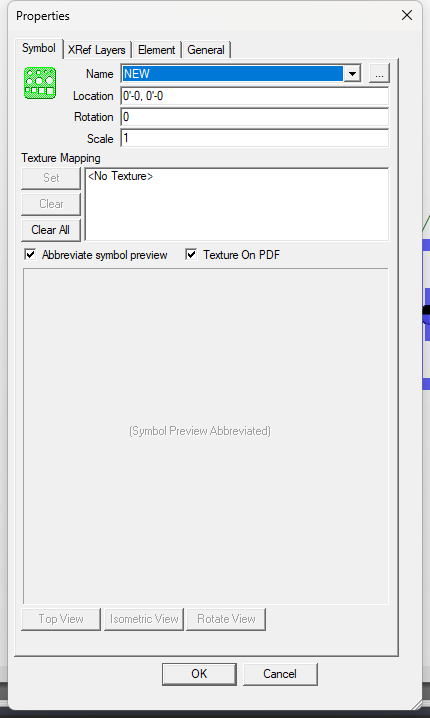 Properties
Symbol XRef Layers Element General
Name NEW ...
Location 0'-0, 0'-0
Rotation 0
Scale 1
Texture Mapping
Set <No Texture>
Clear
Clear All
Abbreviate symbol preview Texture On PDF
(Symbol Preview Abbreviated)
Top View Isometric View Rotate View
OK Cancel